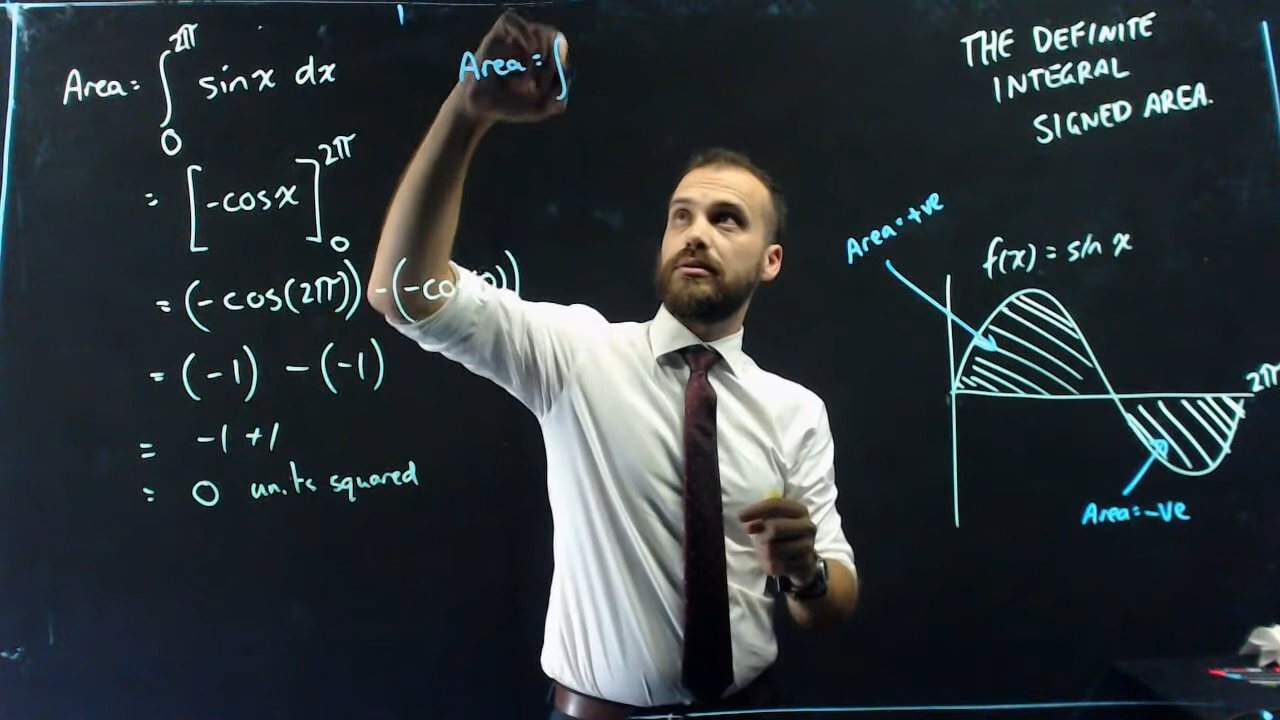 Area = ∫₀^2π sin x dx
= [-cos x]₀^2π
= (-cos(2π)) - (-co 0))
= (-1) - (-1)
= -1 + 1
= 0 units squared
Area = ∫
THE DEFINITE
INTEGRAL
SIGNED AREA.
Area = +ve
f(x) = sin x
2π
Area = -ve